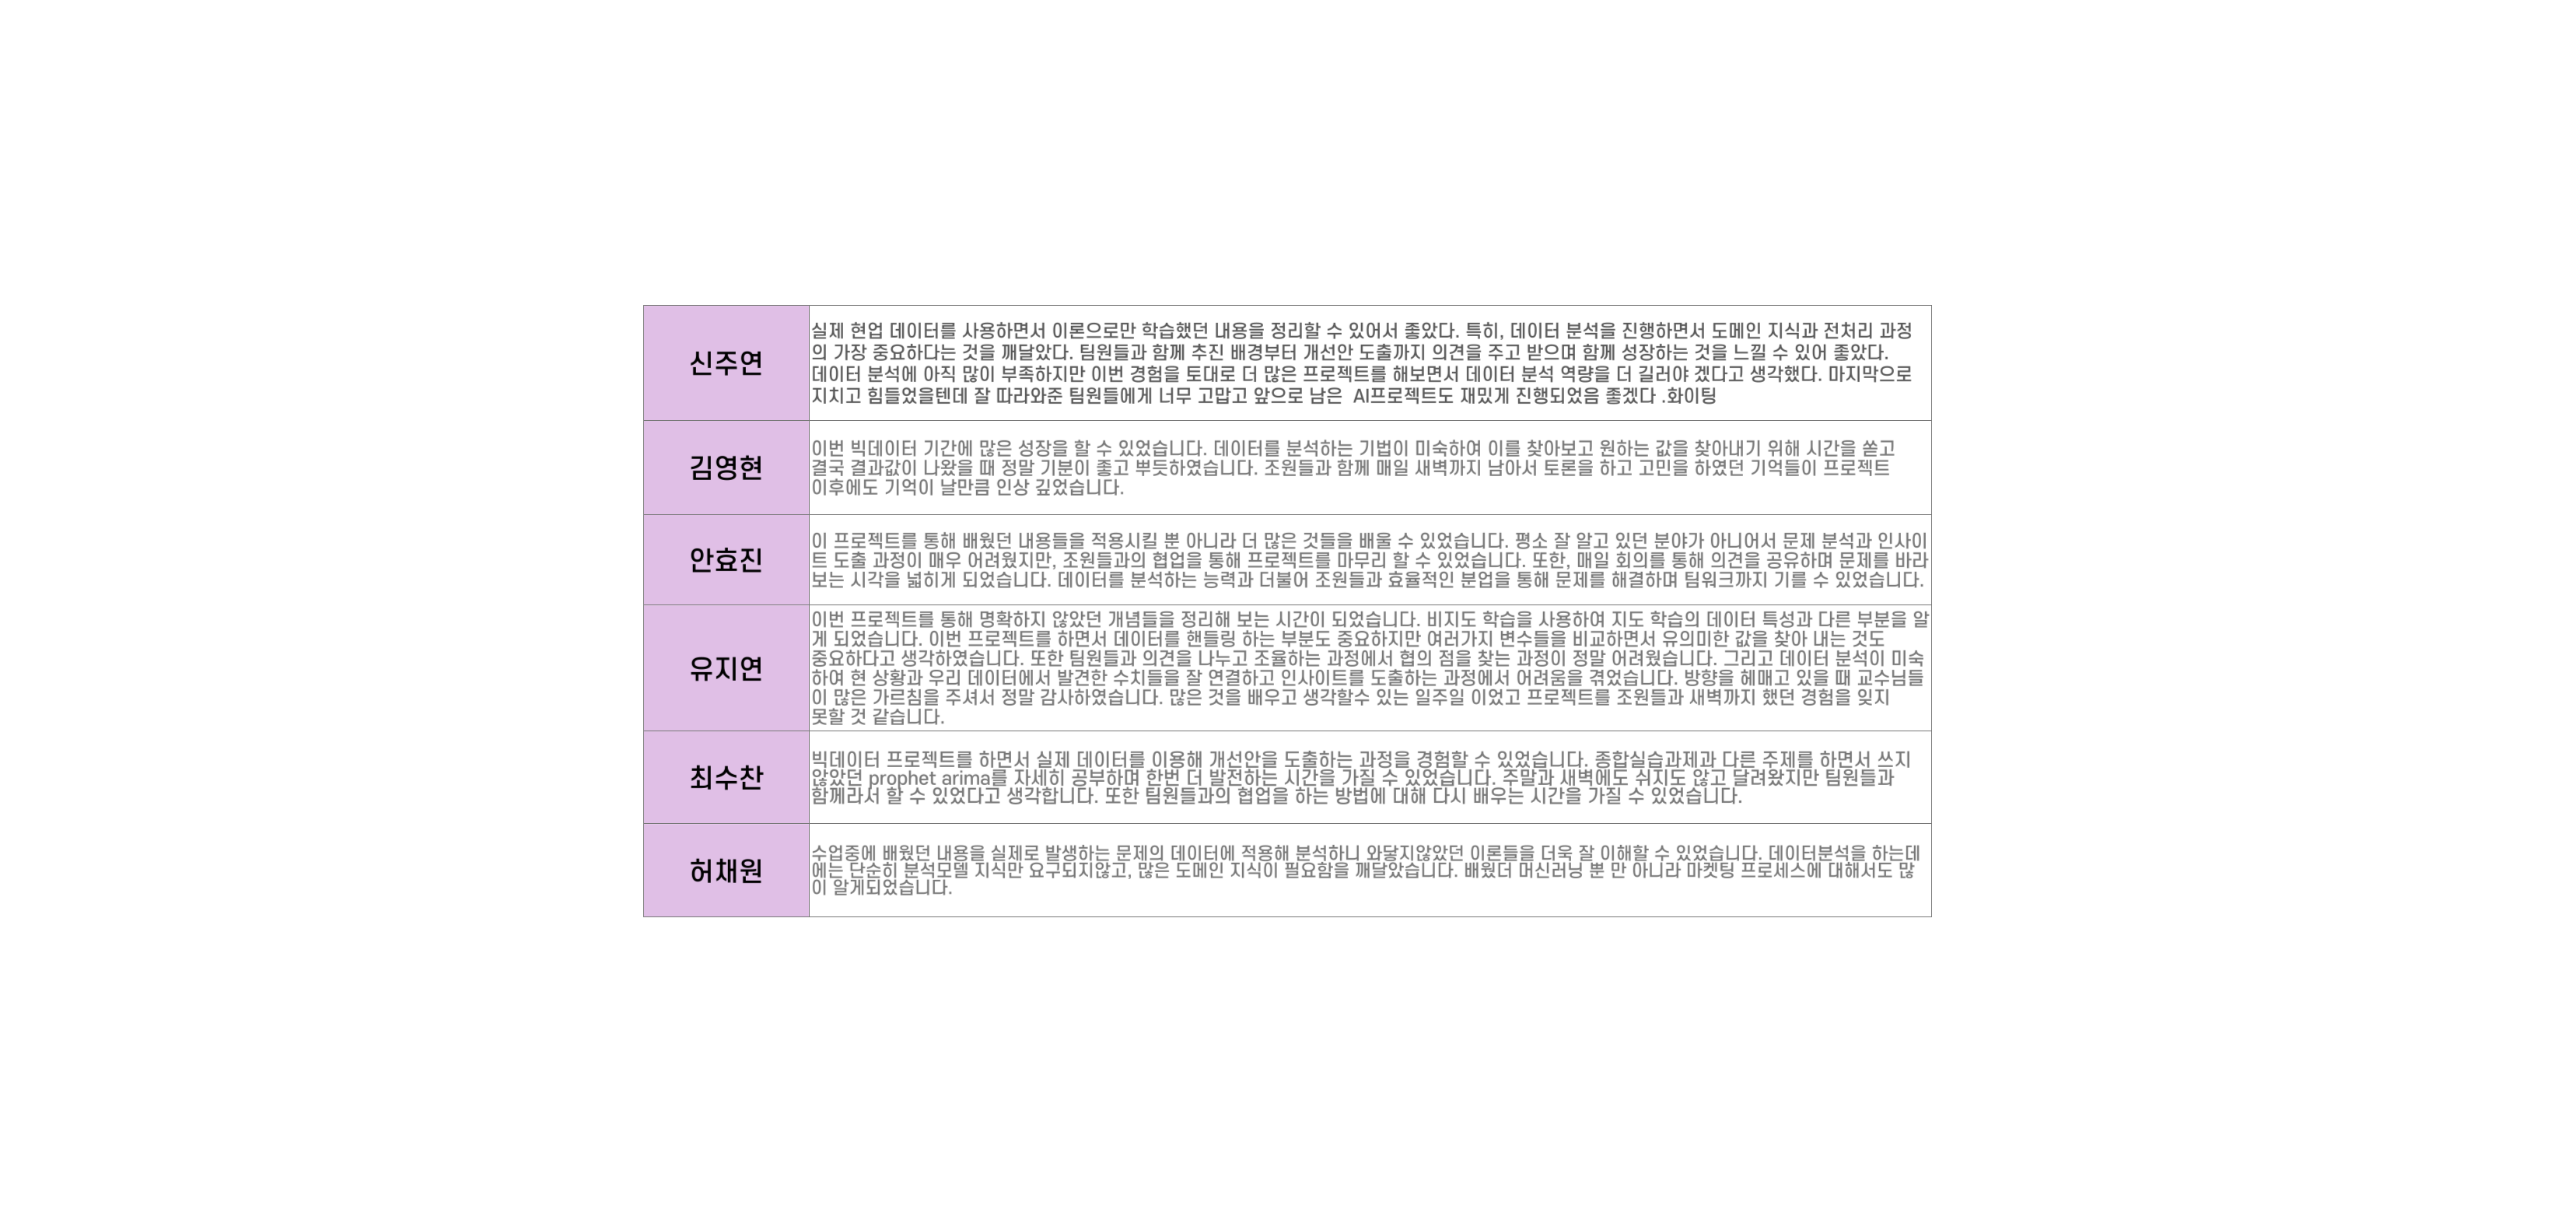 신주연
실제 현업 데이터를 사용하면서 이론으로만 학습했던 내용을 정리할 수 있어서 좋았다. 특히, 데이터 분석을 진행하면서 도메인 지식과 전처리 과정
의 가장 중요하다는 것을 깨달았다. 팀원들과 함께 추진 배경부터 개선안 도출까지 의견을 주고 받으며 함께 성장하는 것을 느낄 수 있어 좋았다.
데이터 분석에 아직 많이 부족하지만 이번 경험을 토대로 더 많은 프로젝트를 해보면서 데이터 분석 역량을 더 길러야 겠다고 생각했다. 마지막으로
지치고 힘들었을텐데 잘 따라와준 팀원들에게 너무 고맙고 앞으로 남은  AI프로젝트도 재밌게 진행되었음 좋겠다 .화이팅
김영현
이번 빅데이터 기간에 많은 성장을 할 수 있었습니다. 데이터를 분석하는 기법이 미숙하여 이를 찾아보고 원하는 값을 찾아내기 위해 시간을 쏟고
결국 결과값이 나왔을 때 정말 기분이 좋고 뿌듯하였습니다. 조원들과 함께 매일 새벽까지 남아서 토론을 하고 고민을 하였던 기억들이 프로젝트
이후에도 기억이 날만큼 인상 깊었습니다.
안효진
이 프로젝트를 통해 배웠던 내용들을 적용시킬 뿐 아니라 더 많은 것들을 배울 수 있었습니다. 평소 잘 알고 있던 분야가 아니어서 문제 분석과 인사이
트 도출 과정이 매우 어려웠지만, 조원들과의 협업을 통해 프로젝트를 마무리 할 수 있었습니다. 또한, 매일 회의를 통해 의견을 공유하며 문제를 바라
보는 시각을 넓히게 되었습니다. 데이터를 분석하는 능력과 더불어 조원들과 효율적인 분업을 통해 문제를 해결하며 팀워크까지 기를 수 있었습니다.
유지연
이번 프로젝트를 통해 명확하지 않았던 개념들을 정리해 보는 시간이 되었습니다. 비지도 학습을 사용하여 지도 학습의 데이터 특성과 다른 부분을 알
게 되었습니다. 이번 프로젝트를 하면서 데이터를 핸들링 하는 부분도 중요하지만 여러가지 변수들을 비교하면서 유의미한 값을 찾아 내는 것도
중요하다고 생각하였습니다. 또한 팀원들과 의견을 나누고 조율하는 과정에서 협의 점을 찾는 과정이 정말 어려웠습니다. 그리고 데이터 분석이 미숙
하여 현 상황과 우리 데이터에서 발견한 수치들을 잘 연결하고 인사이트를 도출하는 과정에서 어려움을 겪었습니다. 방향을 헤매고 있을 때 교수님들
이 많은 가르침을 주셔서 정말 감사하였습니다. 많은 것을 배우고 생각할수 있는 일주일 이었고 프로젝트를 조원들과 새벽까지 했던 경험을 잊지
못할 것 같습니다.
최수찬
빅데이터 프로젝트를 하면서 실제 데이터를 이용해 개선안을 도출하는 과정을 경험할 수 있었습니다. 종합실습과제과 다른 주제를 하면서 쓰지
않았던 prophet arima를 자세히 공부하며 한번 더 발전하는 시간을 가질 수 있었습니다. 주말과 새벽에도 쉬지도 않고 달려왔지만 팀원들과
함께라서 할 수 있었다고 생각합니다. 또한 팀원들과의 협업을 하는 방법에 대해 다시 배우는 시간을 가질 수 있었습니다.
허채원
수업중에 배웠던 내용을 실제로 발생하는 문제의 데이터에 적용해 분석하니 와닿지않았던 이론들을 더욱 잘 이해할 수 있었습니다. 데이터분석을 하는데
에는 단순히 분석모델 지식만 요구되지않고, 많은 도메인 지식이 필요함을 깨달았습니다. 배웠더 머신러닝 뿐 만 아니라 마켓팅 프로세스에 대해서도 많
이 알게되었습니다.